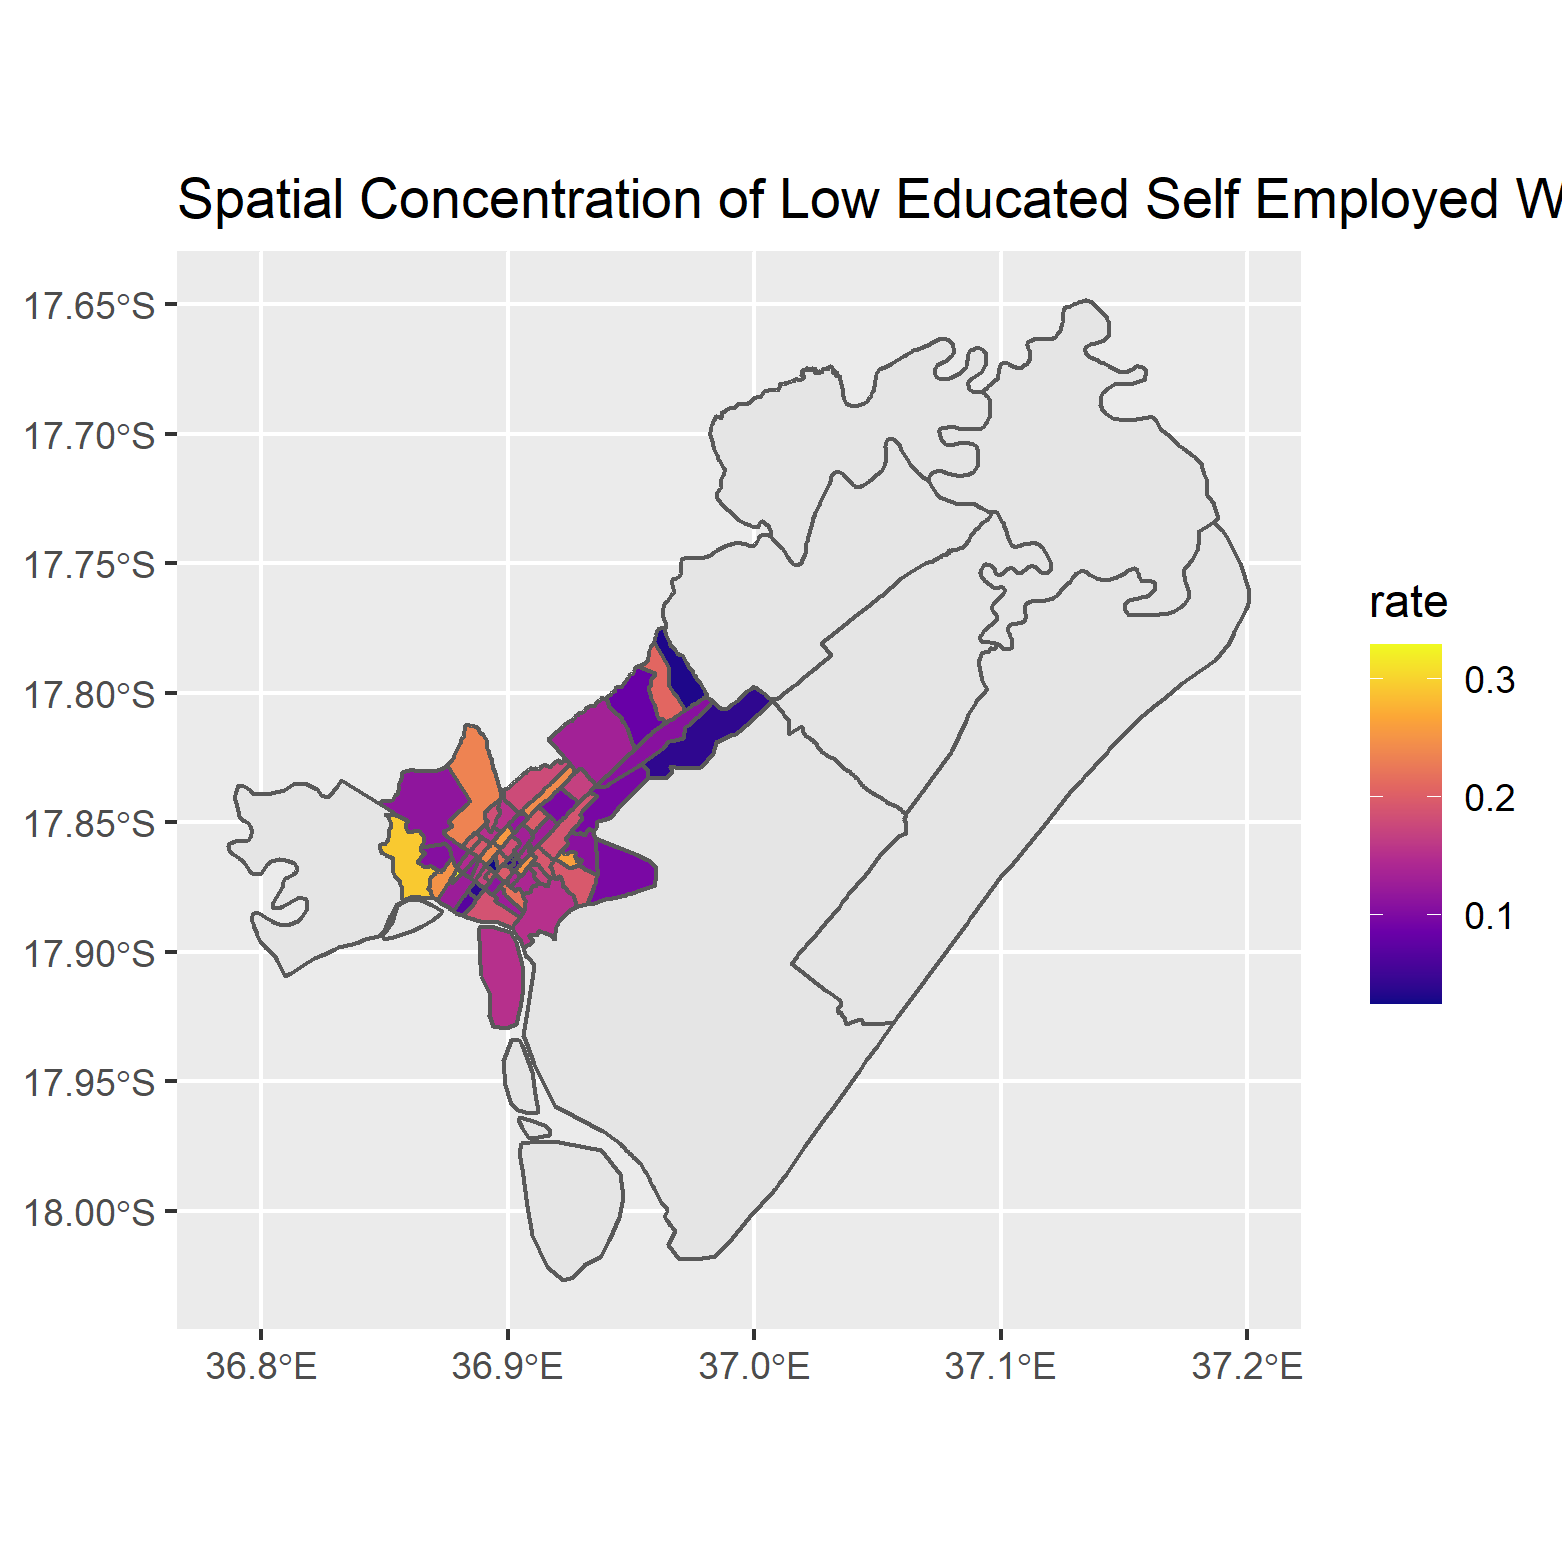 Spatial Concentration of Low Educated Self Employed
17.65°S
17.70°S
17.75°S
17.80°S
17.85°S
17.90°S
17.95°S
18.00°S
36.8°E 36.9°E 37.0°E 37.1°E 37.2°E
rate
0.3
0.2
0.1